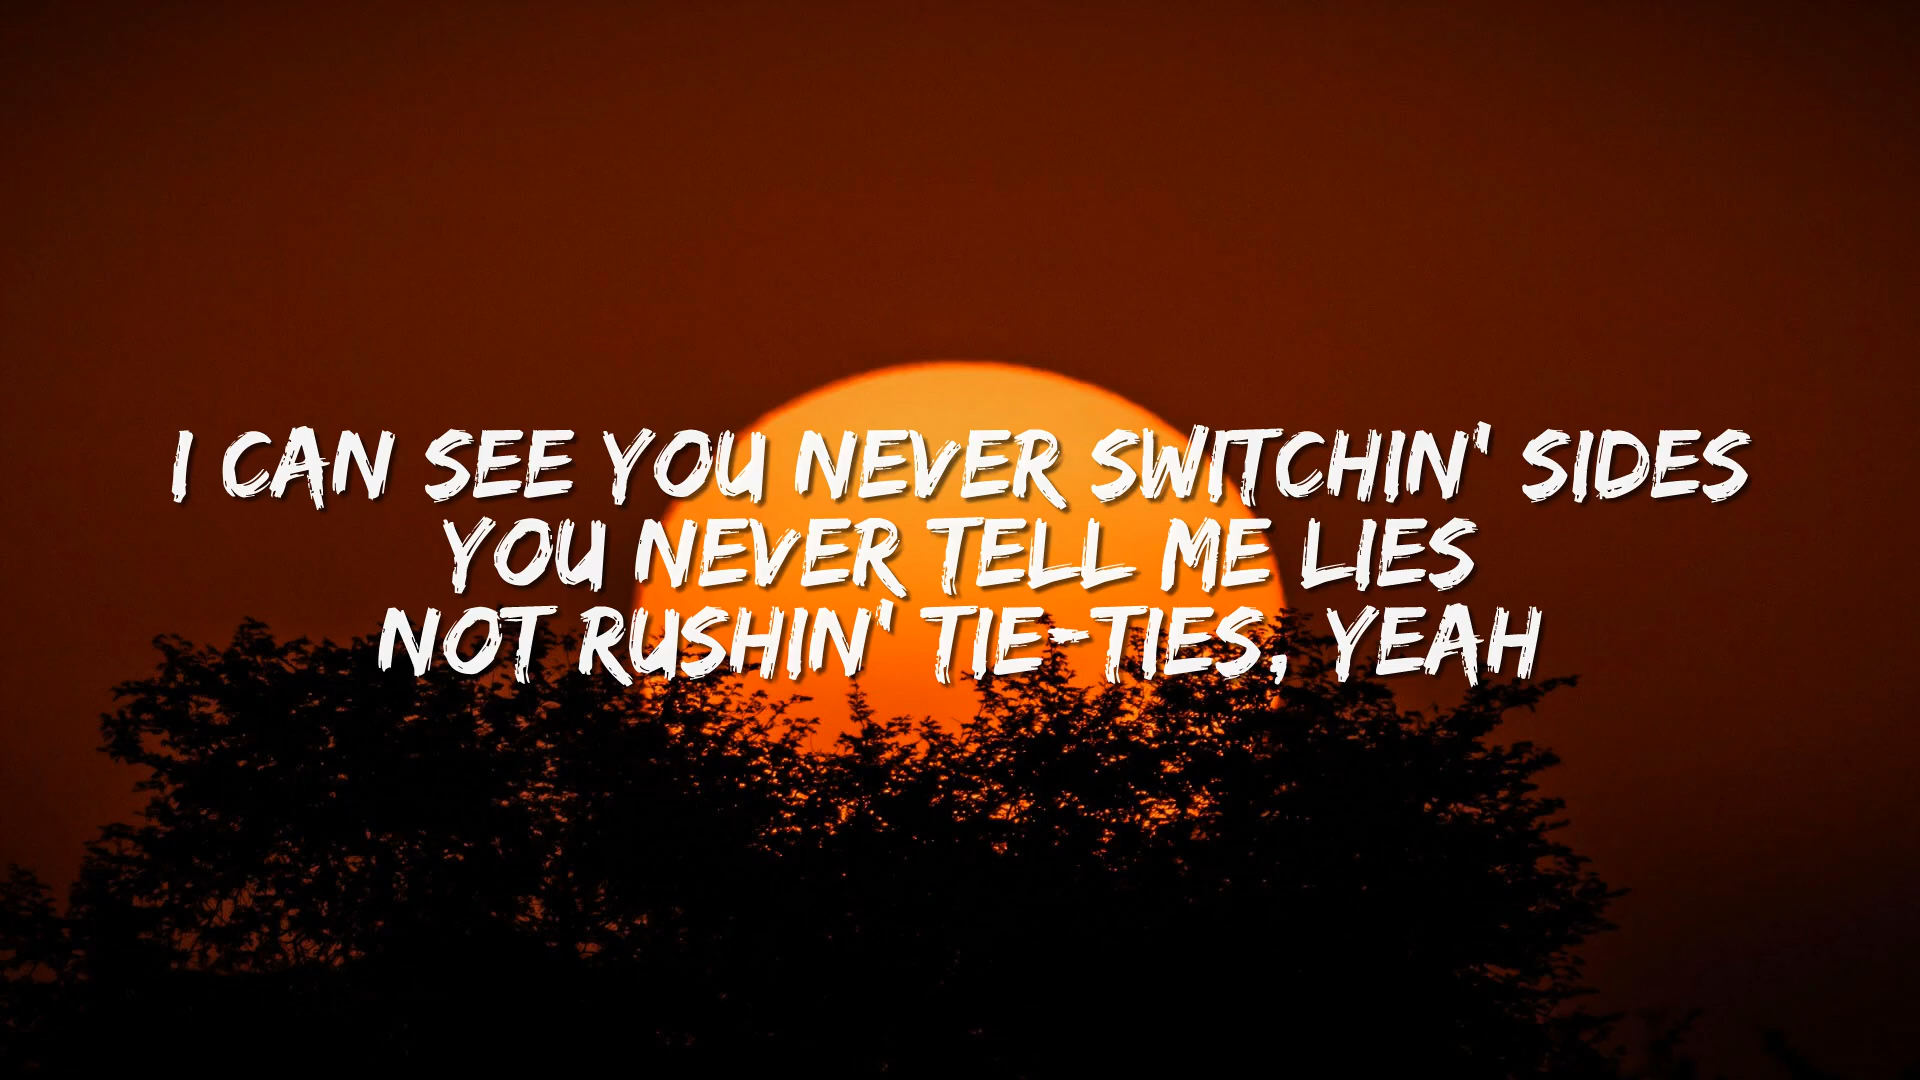 I CAN SEE YOU NEVER SWITCHIN' SIDES
YOU NEVER TELL ME LIES
NOT RUSHIN' TIE-TIES, YEAH